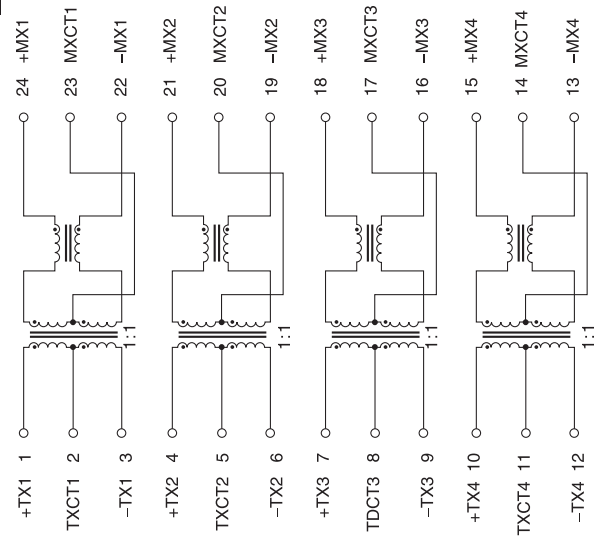 24 +MX1
23 MXCT1
22 −MX1
21 +MX2
20 MXCT2
19 −MX2
18 +MX3
17 MXCT3
16 −MX3
15 +MX4
14 MXCT4
13 −MX4
1:1
1:1
1:1
1:1
+TX1 1
TXCT1 2
−TX1 3
+TX2 4
TXCT2 5
−TX2 6
+TX3 7
TDCT3 8
−TX3 9
+TX4 10
TXCT4 11
−TX4 12